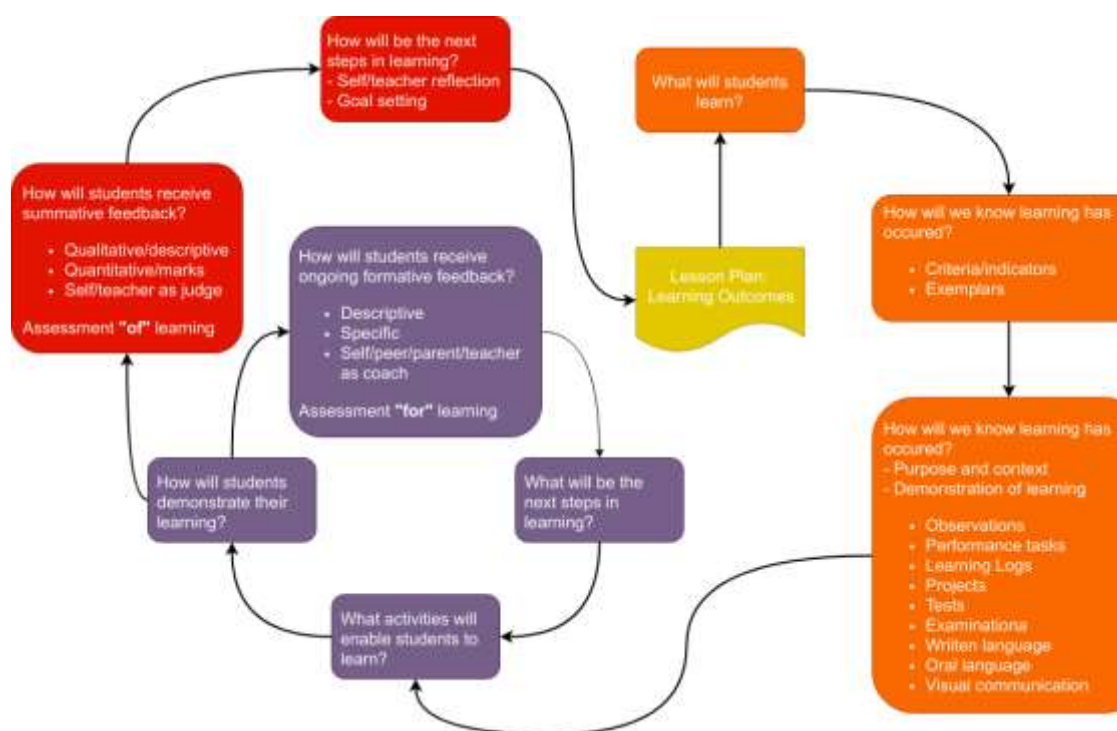 How will be the next
steps in learning?
- Self/teacher reflection
- Goal setting
What will students
learn?
How will students receive
summative feedback?
• Qualitative/descriptive
• Quantitative/marks
• Self/teacher as judge
Assessment "of" learning
How will students receive
ongoing formative feedback?
• Descriptive
• Specific
• Self/peer/parent/teacher
as coach
Assessment "for" learning
Lesson Plan:
Learning Outcomes
How will we know learning has
occured?
• Criteria/indicators
• Exemplars
How will we know learning has
occured?
- Purpose and context
- Demonstration of learning
• Observations
• Performance tasks
• Learning Logs
• Projects
• Tests
• Examinationa
• Written language
• Oral language
• Visual communication
How will students
demonstrate their
learning?
What will be the
next steps in
learning?
What activities will
enable students to
learn?